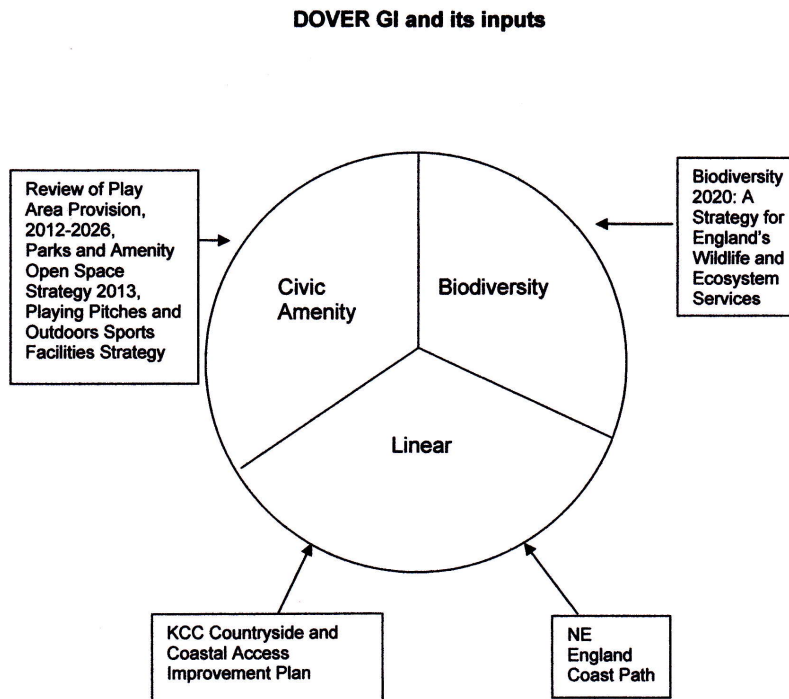 DOVER GI and its inputs
Review of Play
Area Provision,
2012-2026,
Parks and Amenity
Open Space
Strategy 2013,
Playing Pitches and
Outdoors Sports
Facilities Strategy
Biodiversity
2020: A
Strategy for
England's
Wildlife and
Ecosystem
Services
Civic
Amenity
Biodiversity
Linear
KCC Countryside and
Coastal Access
Improvement Plan
NE
England
Coast Path